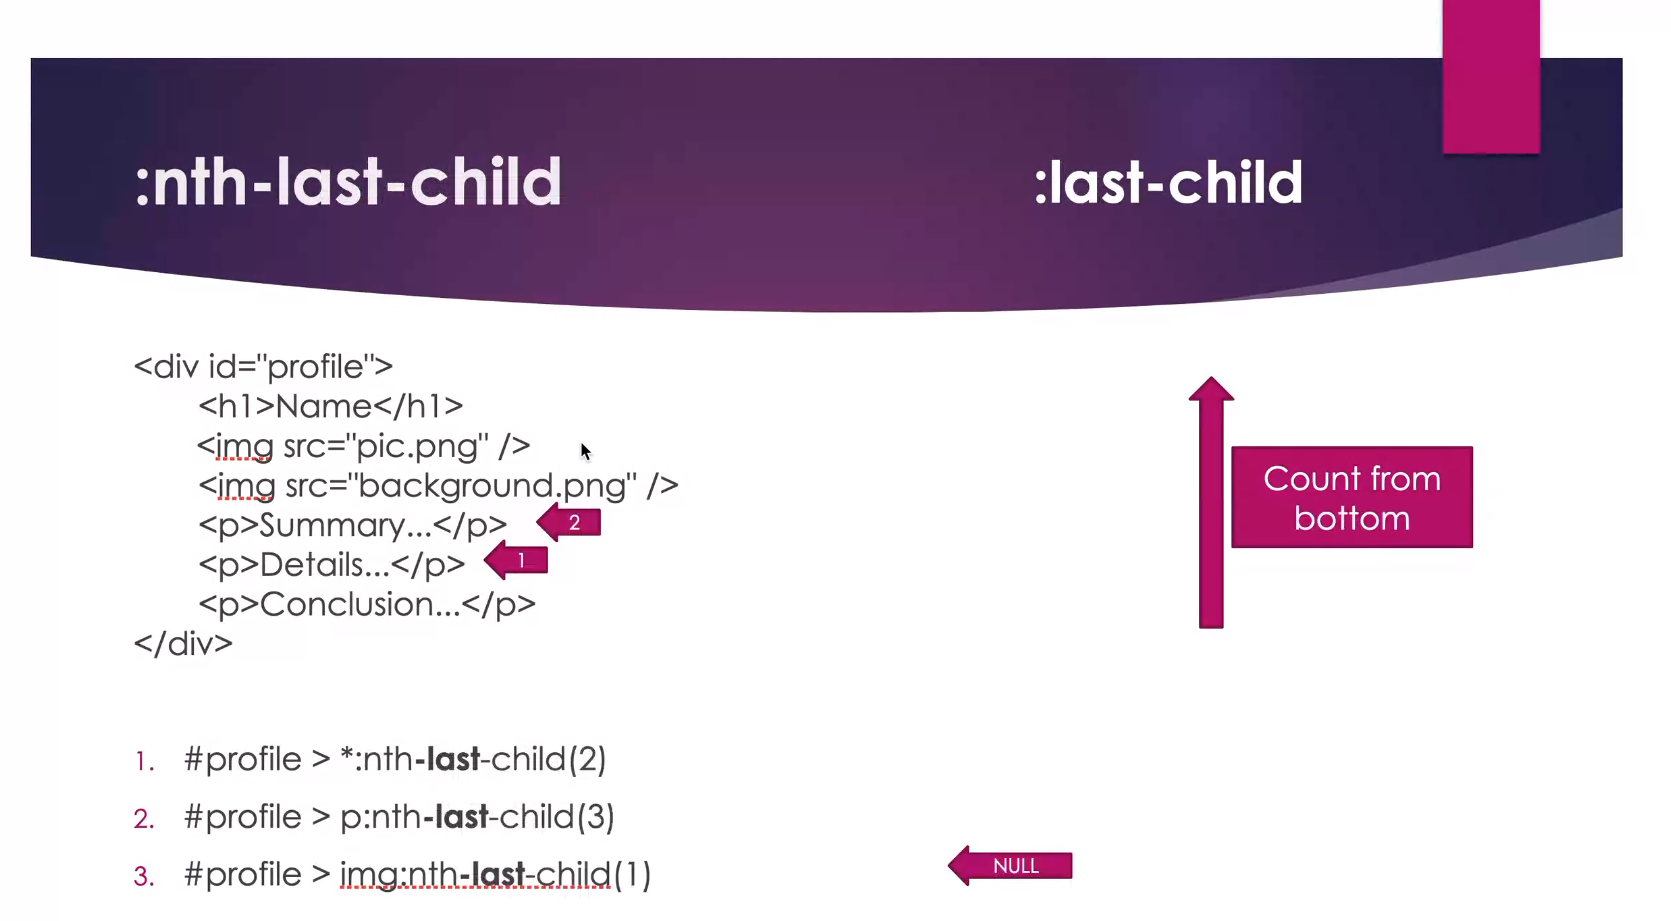 :nth-last-child
:last-child
<div id="profile">
<h1>Name</h1>
<img src="pic.png" />
<img src="background.png" />
<p>Summary...</p>
2
<p>Details...</p>
1
<p>Conclusion...</p>
</div>
Count from
bottom
1. #profile > *:nth-last-child(2)
2. #profile > p:nth-last-child(3)
3. #profile > img:nth-last-child(1)
NULL